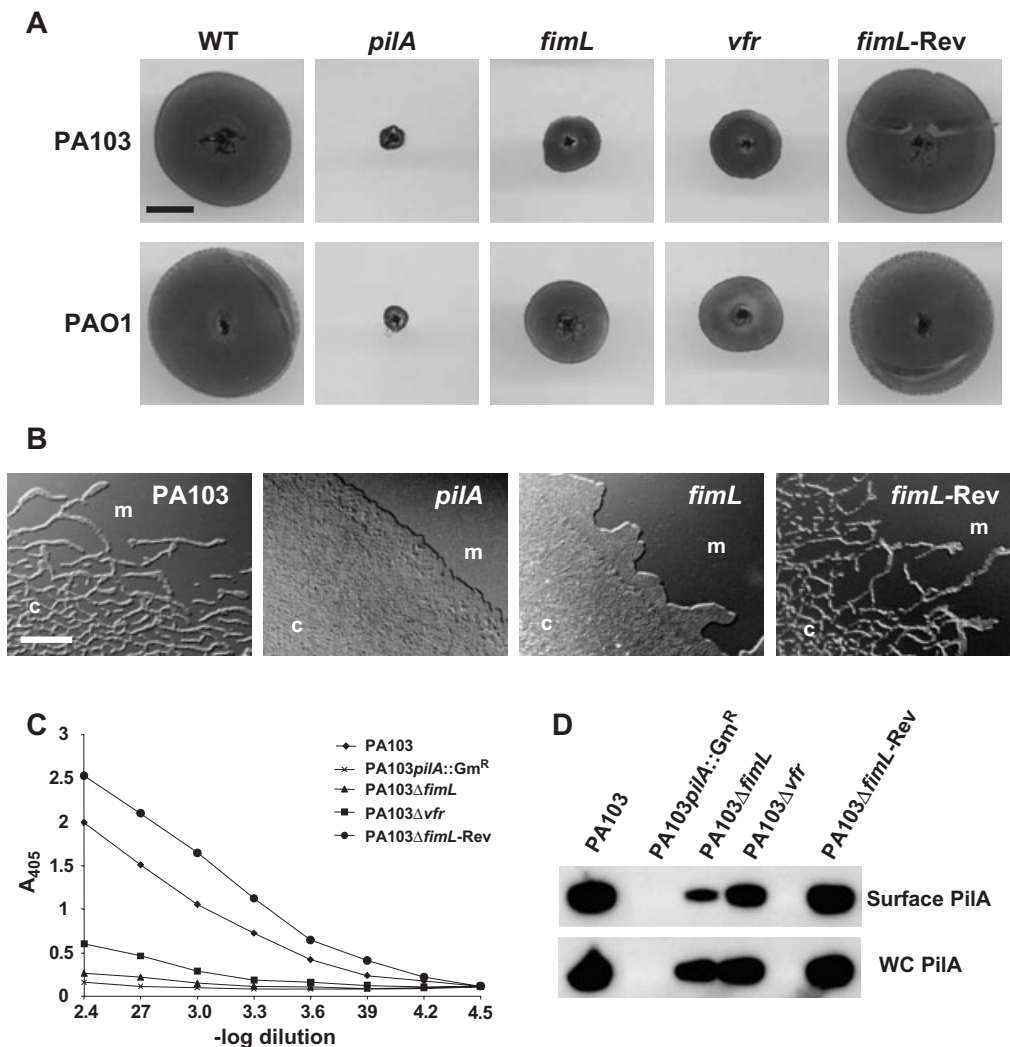 A
WT pilA fimL vfr fimL-Rev
PA103
PAO1
B
PA103 m c
pilA m c
fimL m c
fimL-Rev m c
C
3
2.5
2
1.5
1
0.5
0
A405
2.4 27 3.0 3.3 3.6 39 4.2 4.5
-log dilution
PA103
PA103pilA::GmR
PA103ΔfimL
PA103Δvfr
PA103ΔfimL-Rev
D
PA103 PA103pilA::GmR PA103ΔfimL PA103Δvfr PA103ΔfimL-Rev
Surface PilA
WC PilA